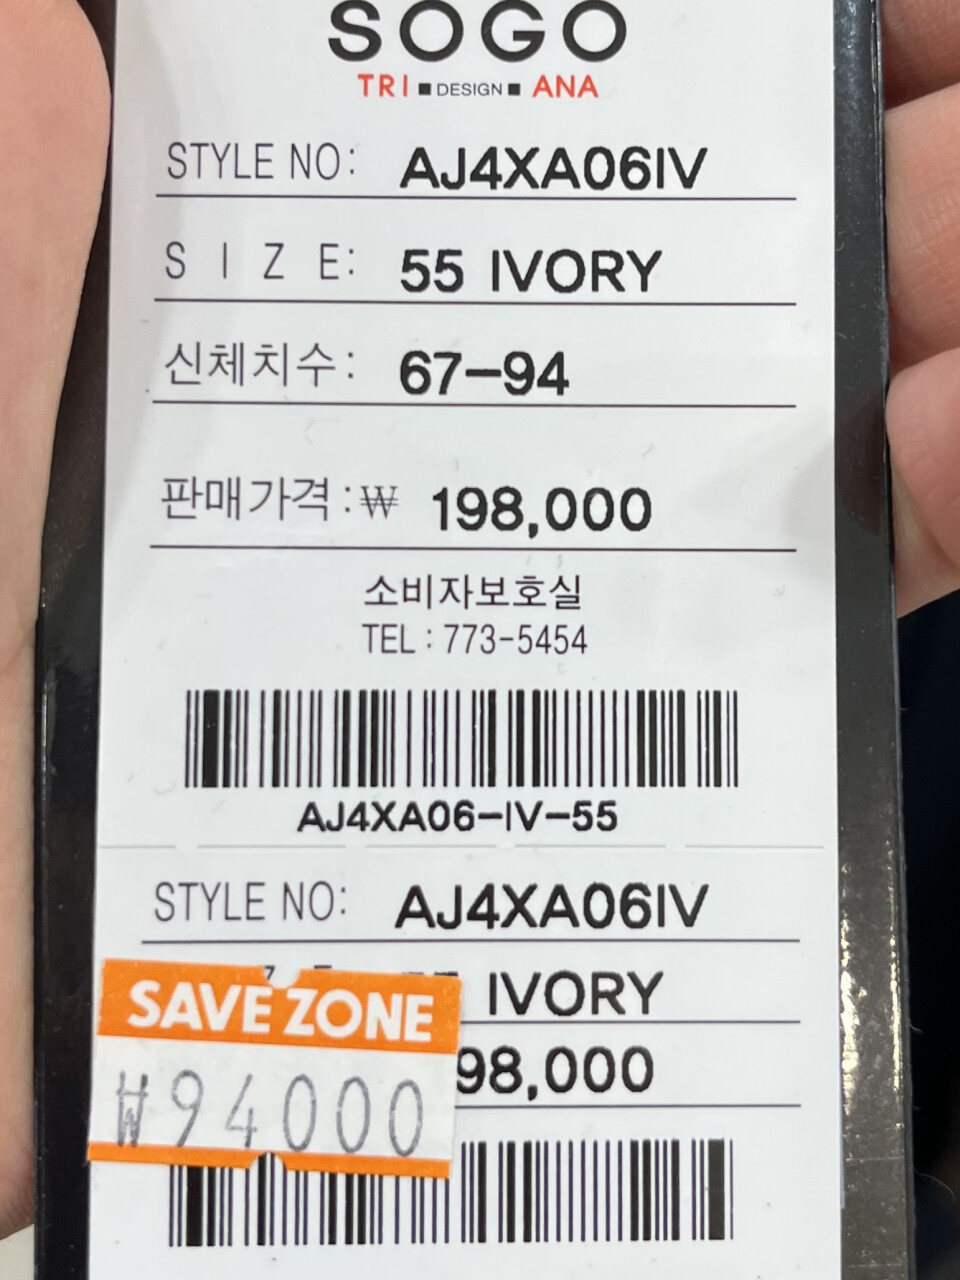 SOGO
TRI ■ DESIGN ■ ANA
STYLE NO: AJ4XA06IV
SIZE: 55 IVORY
신체치수: 67-94
판매가격:₩ 198,000
소비자보호실
TEL : 773-5454
AJ4XA06-IV-55
STYLE NO: AJ4XA06IV
IVORY
SAVE ZONE
98,000
₩94000